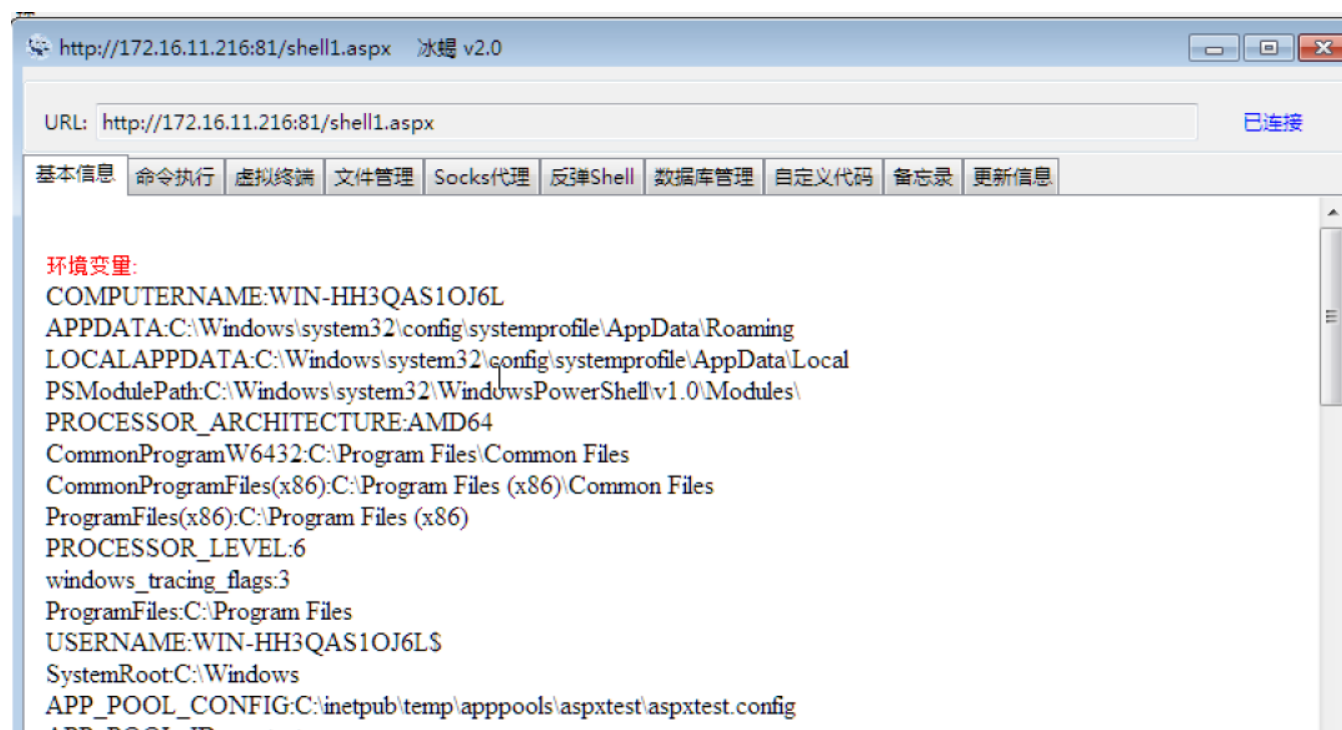 http://172.16.11.216:81/shell1.aspx 冰蝎 v2.0
URL: http://172.16.11.216:81/shell1.aspx 已连接
基本信息 命令执行 虚拟终端 文件管理 Socks代理 反弹Shell 数据库管理 自定义代码 备忘录 更新信息
环境变量:
COMPUTERNAME:WIN-HH3QAS1OJ6L
APPDATA:C:\Windows\system32\config\systemprofile\AppData\Roaming
LOCALAPPDATA:C:\Windows\system32\config\systemprofile\AppData\Local
PSModulePath:C:\Windows\system32\WindowsPowerShell\v1.0\Modules\
PROCESSOR_ARCHITECTURE:AMD64
CommonProgramW6432:C:\Program Files\Common Files
CommonProgramFiles(x86):C:\Program Files (x86)\Common Files
ProgramFiles(x86):C:\Program Files (x86)
PROCESSOR_LEVEL:6
windows_tracing_flags:3
ProgramFiles:C:\Program Files
USERNAME:WIN-HH3QAS1OJ6L$
SystemRoot:C:\Windows
APP_POOL_CONFIG:C:\inetpub\temp\apppools\aspxtest\aspxtest.config